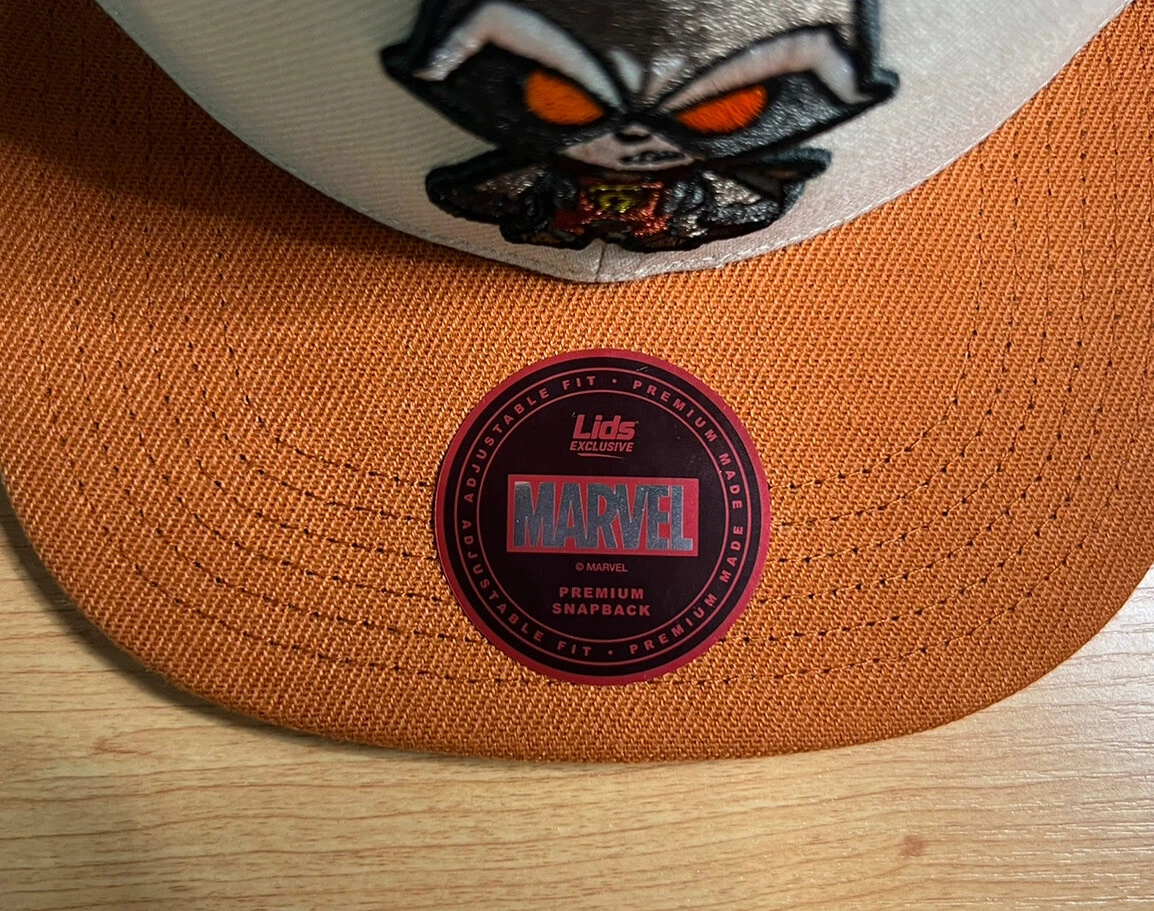 ADJUSTABLE FIT • PREMIUM MADE
Lids
EXCLUSIVE
MARVEL
© MARVEL
PREMIUM
SNAPBACK
ADJUSTABLE FIT • PREMIUM MADE